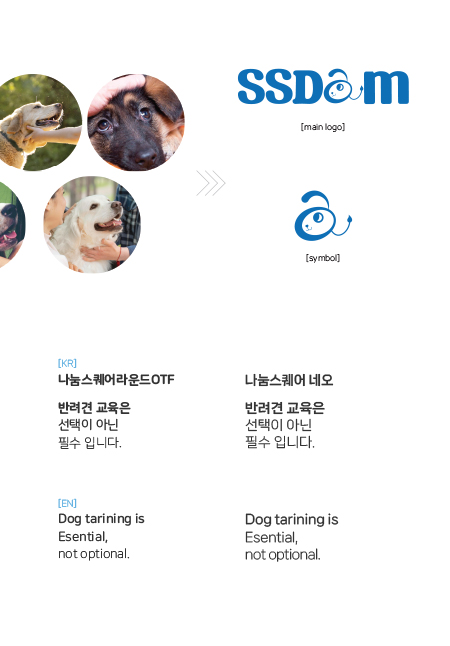 SSDam
[main logo]
[symbol]
[KR]
나눔스퀘어라운드OTF
반려견 교육은
선택이 아닌
필수 입니다.
나눔스퀘어 네오
반려견 교육은
선택이 아닌
필수 입니다.
[EN]
Dog tarining is
Esential,
not optional.
Dog tarining is
Esential,
not optional.